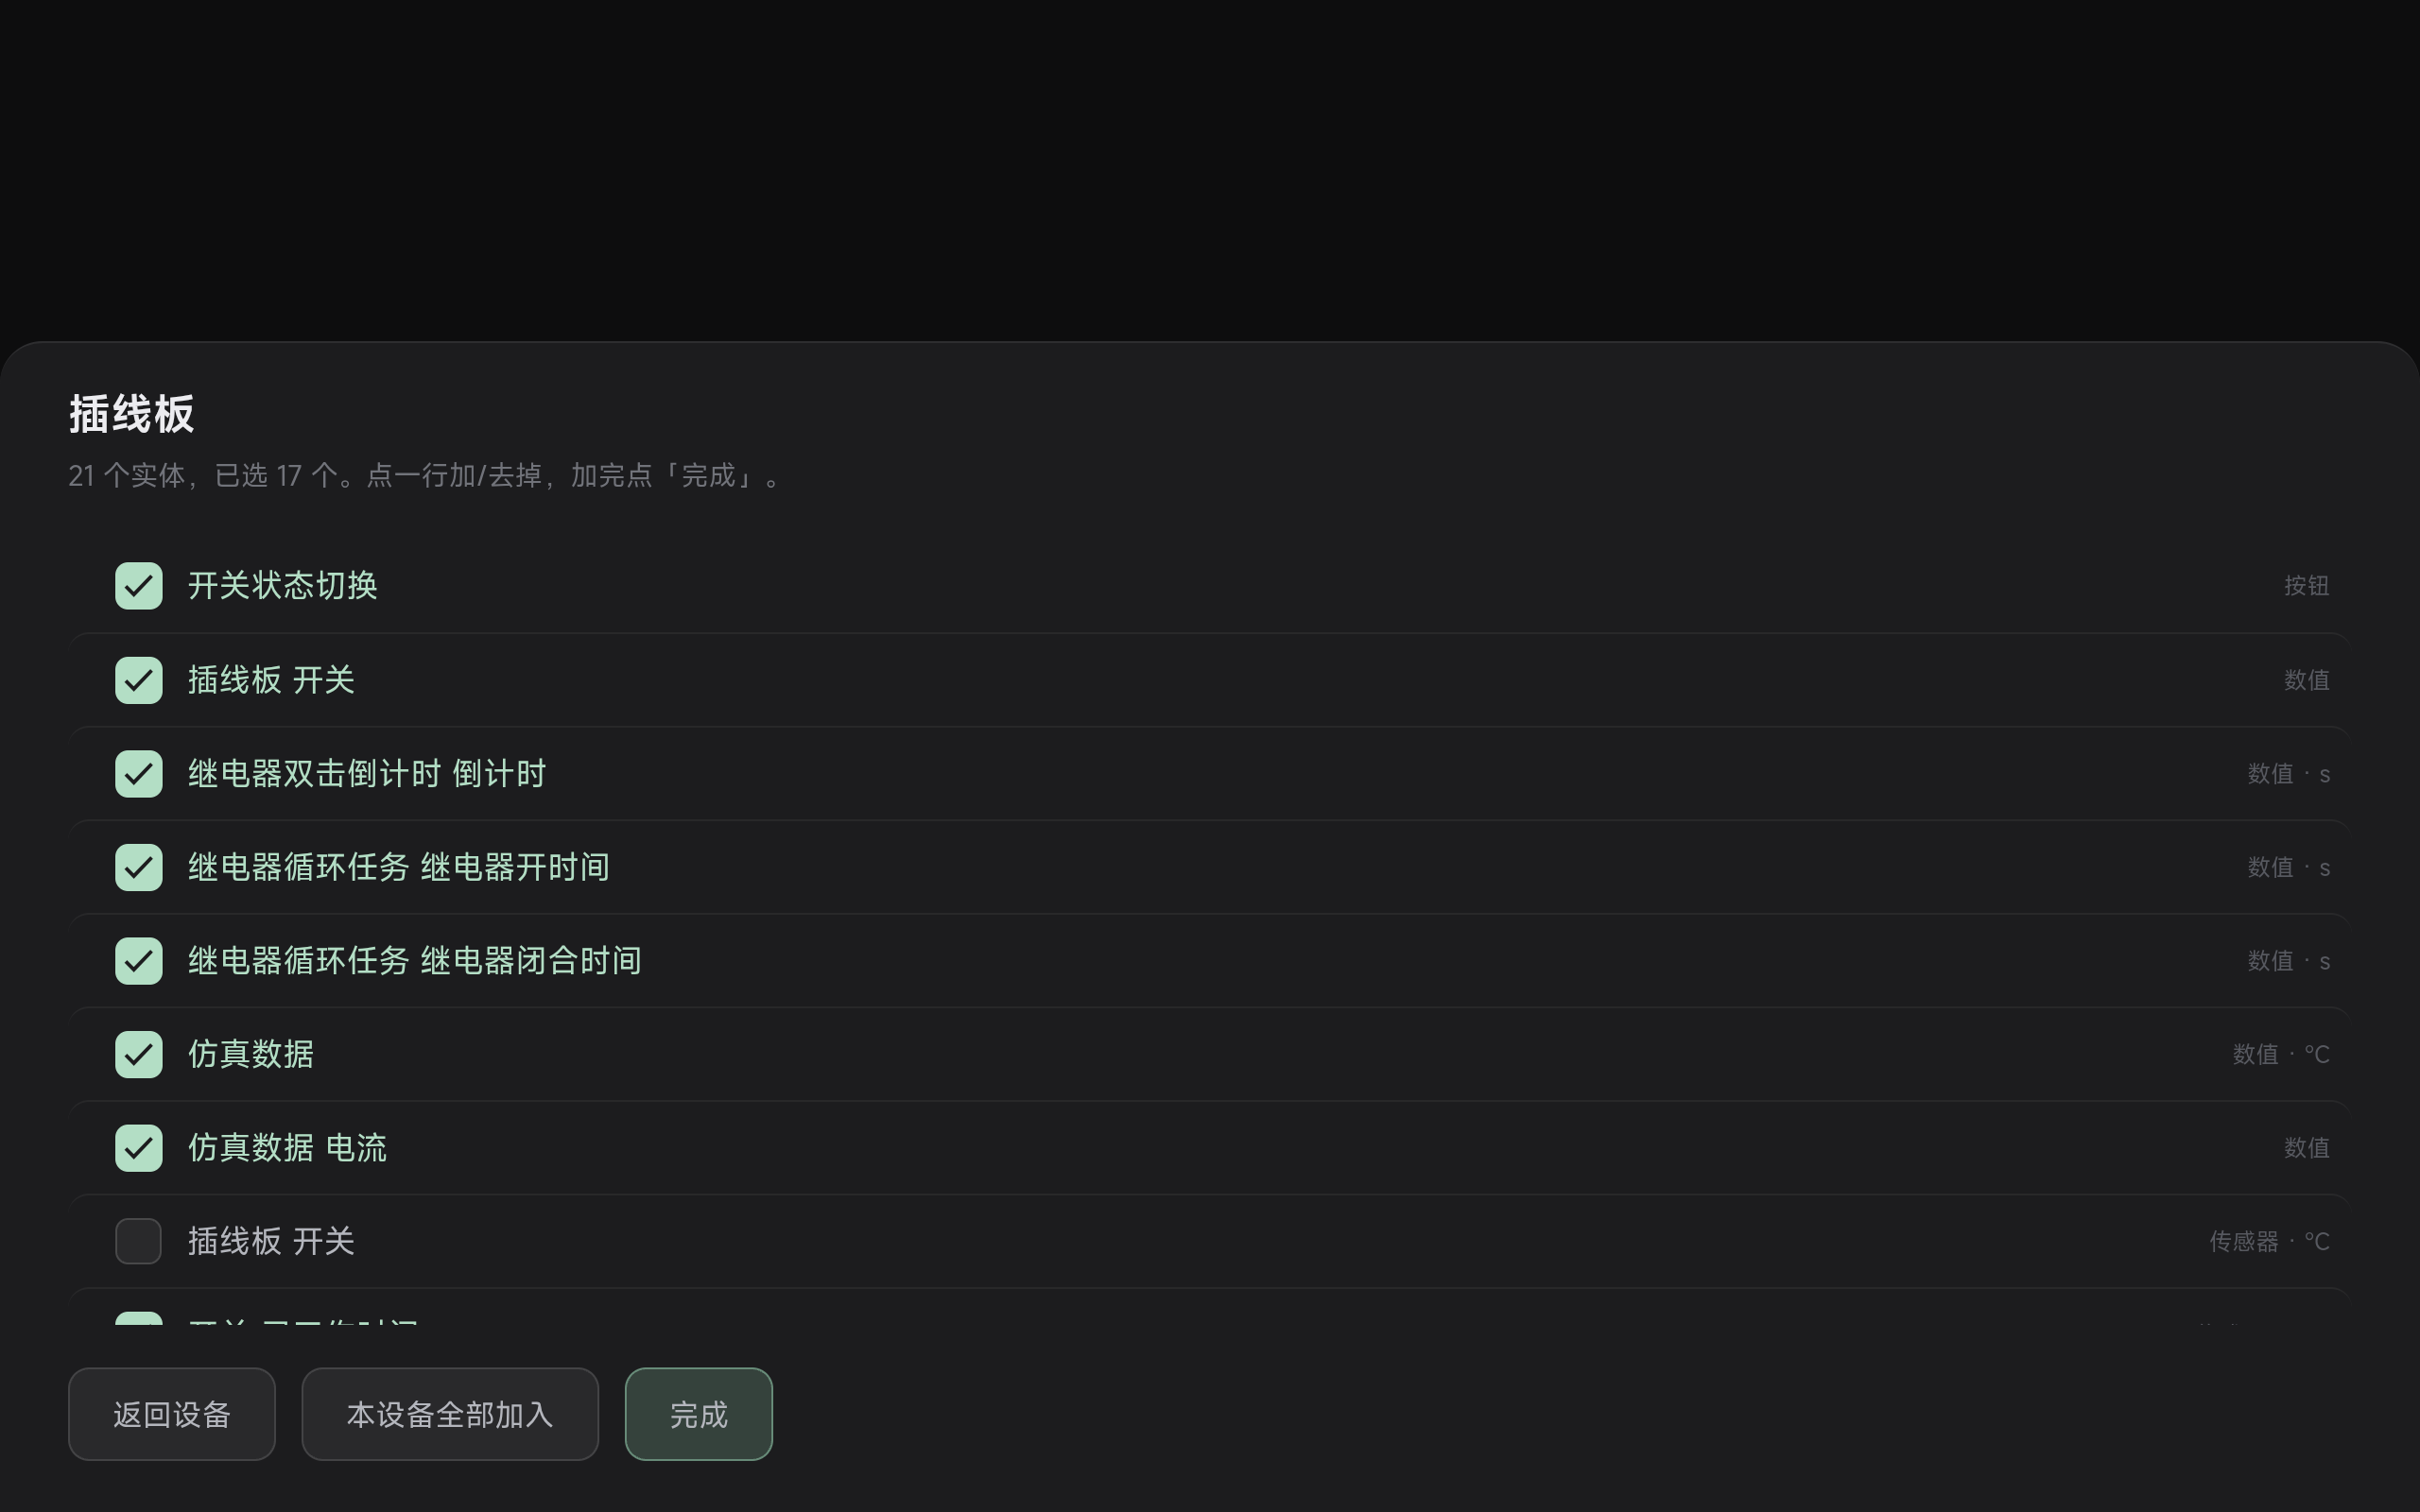 插线板
21 个实体，已选 17 个。点一行加/去掉，加完点「完成」。
开关状态切换 按钮
插线板 开关 数值
继电器双击倒计时 倒计时 数值 · s
继电器循环任务 继电器开时间 数值 · s
继电器循环任务 继电器闭合时间 数值 · s
仿真数据 数值 · °C
仿真数据 电流 数值
插线板 开关 传感器 · °C
返回设备 本设备全部加入 完成